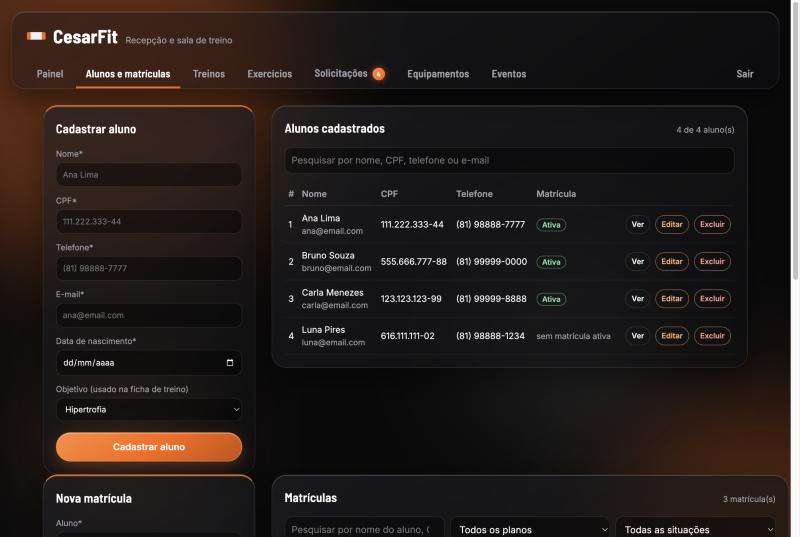 CesarFit Recepção e sala de treino
Painel Alunos e matrículas Treinos Exercícios Solicitações 4 Equipamentos Eventos Sair
Cadastrar aluno
Nome*
Ana Lima
CPF*
111.222.333-44
Telefone*
(81) 98888-7777
E-mail*
ana@email.com
Data de nascimento*
dd/mm/aaaa
Objetivo (usado na ficha de treino)
Hipertrofia
Cadastrar aluno
Alunos cadastrados 4 de 4 aluno(s)
Pesquisar por nome, CPF, telefone ou e-mail
# Nome CPF Telefone Matrícula
1 Ana Lima 111.222.333-44 (81) 98888-7777 Ativa Ver Editar Excluir
ana@email.com
2 Bruno Souza 555.666.777-88 (81) 99999-0000 Ativa Ver Editar Excluir
bruno@email.com
3 Carla Menezes 123.123.123-99 (81) 99999-8888 Ativa Ver Editar Excluir
carla@email.com
4 Luna Pires 616.111.111-02 (81) 98888-1234 sem matrícula ativa Ver Editar Excluir
luna@email.com
Nova matrícula
Aluno*
Matrículas 3 matrícula(s)
Pesquisar por nome do aluno, Todos os planos Todas as situações